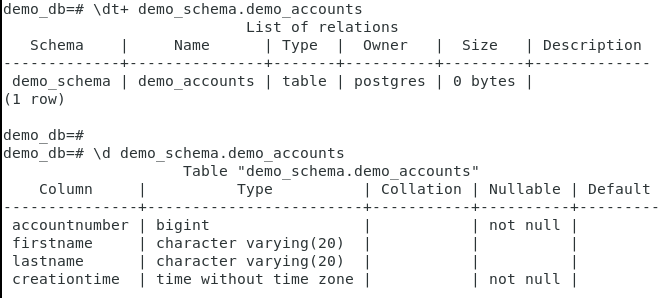 demo_db=# \dt+ demo_schema.demo_accounts
                           List of relations
   Schema    |     Name      | Type  |  Owner   |  Size   | Description
-------------+---------------+-------+----------+---------+-------------
 demo_schema | demo_accounts | table | postgres | 0 bytes |
(1 row)

demo_db=#
demo_db=# \d demo_schema.demo_accounts
                    Table "demo_schema.demo_accounts"
    Column     |          Type          | Collation | Nullable | Default
---------------+------------------------+-----------+----------+---------
 accountnumber | bigint                 |           | not null |
 firstname     | character varying(20)  |           |          |
 lastname      | character varying(20)  |           |          |
 creationtime  | time without time zone |           | not null |